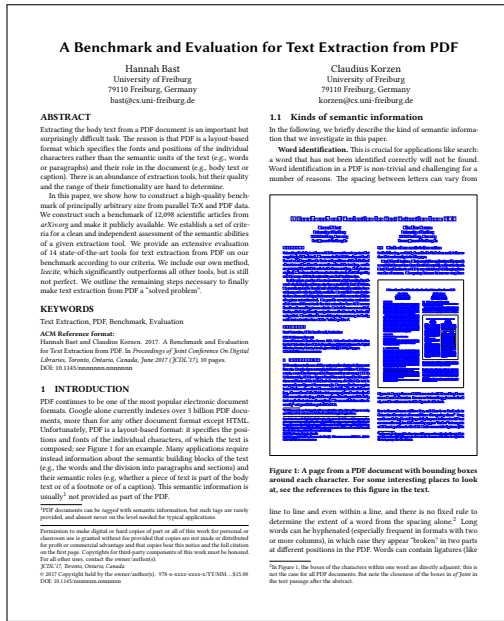 A Benchmark and Evaluation for Text Extraction from PDF
Hannah Bast
University of Freiburg
79110 Freiburg, Germany
bast@cs.uni-freiburg.de
Claudius Korzen
University of Freiburg
79110 Freiburg, Germany
korzen@cs.uni-freiburg.de
ABSTRACT
Extracting the body text from a PDF document is an important but
surprisingly difficult task. The reason is that PDF is a layout-based
format which specifies the fonts and positions of the individual
characters rather than the semantic units of the text (e.g., words
or paragraphs) and their role in the document (e.g., body text or
caption). There is an abundance of extraction tools, but their quality
and the range of their functionality are hard to determine.
In this paper, we show how to construct a high-quality bench-
mark of principally arbitrary size from parallel TeX and PDF data.
We construct such a benchmark of 12,098 scientific articles from
arXiv.org and make it publicly available. We establish a set of crite-
ria for a clean and independent assessment of the semantic abilities
of a given extraction tool. We provide an extensive evaluation
of 14 state-of-the-art tools for text extraction from PDF on our
benchmark according to our criteria. We include our own method,
Icecite, which significantly outperforms all other tools, but is still
not perfect. We outline the remaining steps necessary to finally
make text extraction from PDF a “solved problem”.
KEYWORDS
Text Extraction, PDF, Benchmark, Evaluation
ACM Reference format:
Hannah Bast and Claudius Korzen. 2017. A Benchmark and Evaluation
for Text Extraction from PDF. In Proceedings of Joint Conference On Digital
Libraries, Toronto, Ontario, Canada, June 2017 (JCDL’17), 10 pages.
DOI: 10.1145/nnnnnnn.nnnnnnn
1 INTRODUCTION
PDF continues to be one of the most popular electronic document
formats. Google alone currently indexes over 3 billion PDF docu-
ments, more than for any other document format except HTML.
Unfortunately, PDF is a layout-based format: it specifies the posi-
tions and fonts of the individual characters, of which the text is
composed; see Figure 1 for an example. Many applications require
instead information about the semantic building blocks of the text
(e.g., the words and the division into paragraphs and sections) and
their semantic roles (e.g., whether a piece of text is part of the body
text or of a footnote or of a caption). This semantic information is
usually¹ not provided as part of the PDF.
¹PDF documents can be tagged with semantic information, but such tags are rarely
provided, and almost never on the level needed for typical applications.
Permission to make digital or hard copies of part or all of this work for personal or
classroom use is granted without fee provided that copies are not made or distributed
for profit or commercial advantage and that copies bear this notice and the full citation
on the first page. Copyrights for third-party components of this work must be honored.
For all other uses, contact the owner/author(s).
JCDL’17, Toronto, Ontario, Canada
© 2017 Copyright held by the owner/author(s). 978-x-xxxx-xxxx-x/YY/MM...$15.00
DOI: 10.1145/nnnnnnn.nnnnnnn
1.1 Kinds of semantic information
In the following, we briefly describe the kind of semantic informa-
tion that we investigate in this paper.
Word identification. This is crucial for applications like search:
a word that has not been identified correctly will not be found.
Word identification in a PDF is non-trivial and challenging for a
number of reasons. The spacing between letters can vary from
Figure 1: A page from a PDF document with bounding boxes
around each character. For some interesting places to look
at, see the references to this figure in the text.
line to line and even within a line, and there is no fixed rule to
determine the extent of a word from the spacing alone.² Long
words can be hyphenated (especially frequent in formats with two
or more columns), in which case they appear “broken” in two parts
at different positions in the PDF. Words can contain ligatures (like
²In Figure 1, the boxes of the characters within one word are directly adjacent; this is
not the case for all PDF documents. But note the closeness of the boxes in of Joint in
the text passage after the abstract.